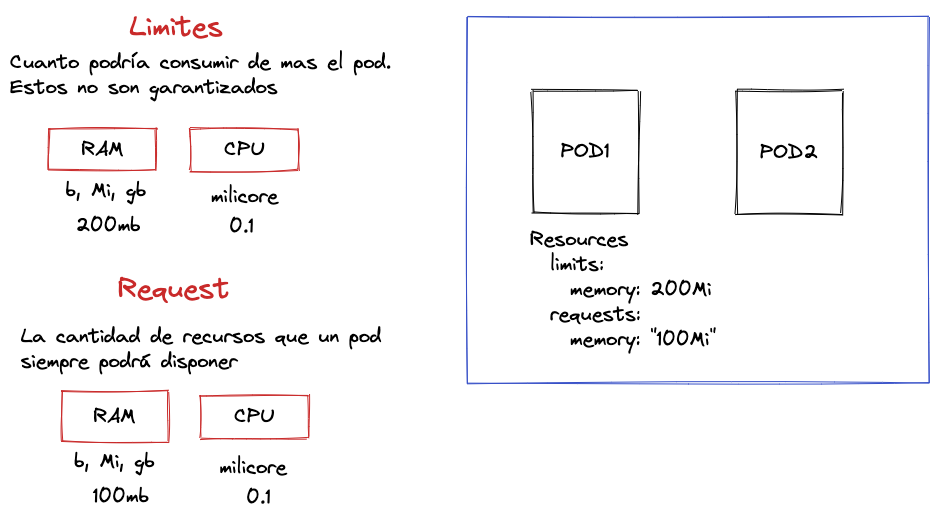 Limites
Cuanto podría consumir de mas el pod.
Estos no son garantizados
RAM
CPU
b, Mi, gb
milicore
200mb
0.1
Request
La cantidad de recursos que un pod
siempre podrá disponer
RAM
CPU
b, Mi, gb
milicore
100mb
0.1
POD1
POD2
Resources
limits:
memory: 200Mi
requests:
memory: "100Mi"